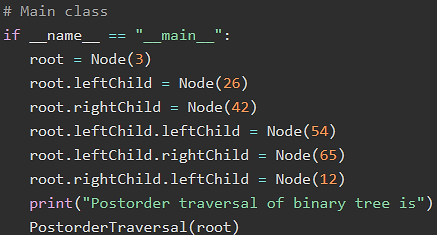 # Main class
if __name__ == "__main__":
    root = Node(3)
    root.leftChild = Node(26)
    root.rightChild = Node(42)
    root.leftChild.leftChild = Node(54)
    root.leftChild.rightChild = Node(65)
    root.rightChild.leftChild = Node(12)
    print("Postorder traversal of binary tree is")
    PostorderTraversal(root)